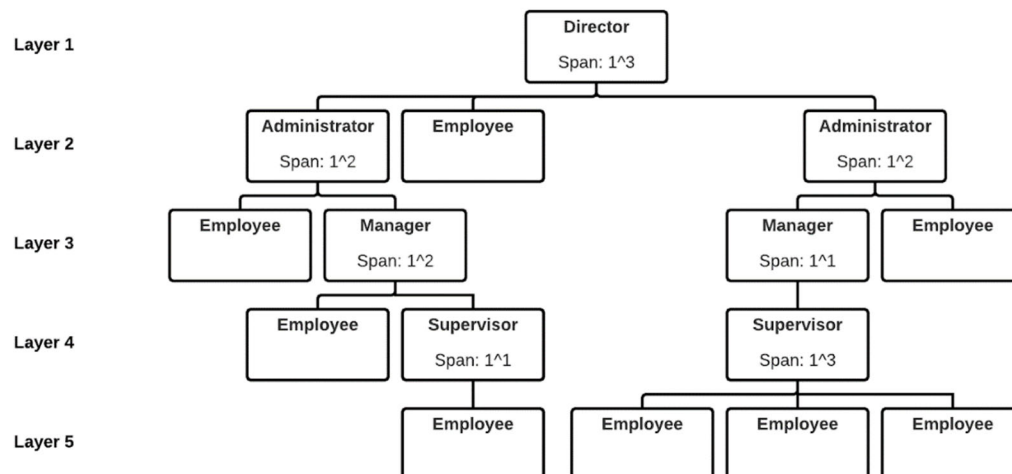 Layer 1
Director
Span: 1^3
Layer 2
Administrator
Span: 1^2
Employee
Administrator
Span: 1^2
Layer 3
Employee
Manager
Span: 1^2
Manager
Span: 1^1
Employee
Layer 4
Employee
Supervisor
Span: 1^1
Supervisor
Span: 1^3
Layer 5
Employee
Employee
Employee
Employee